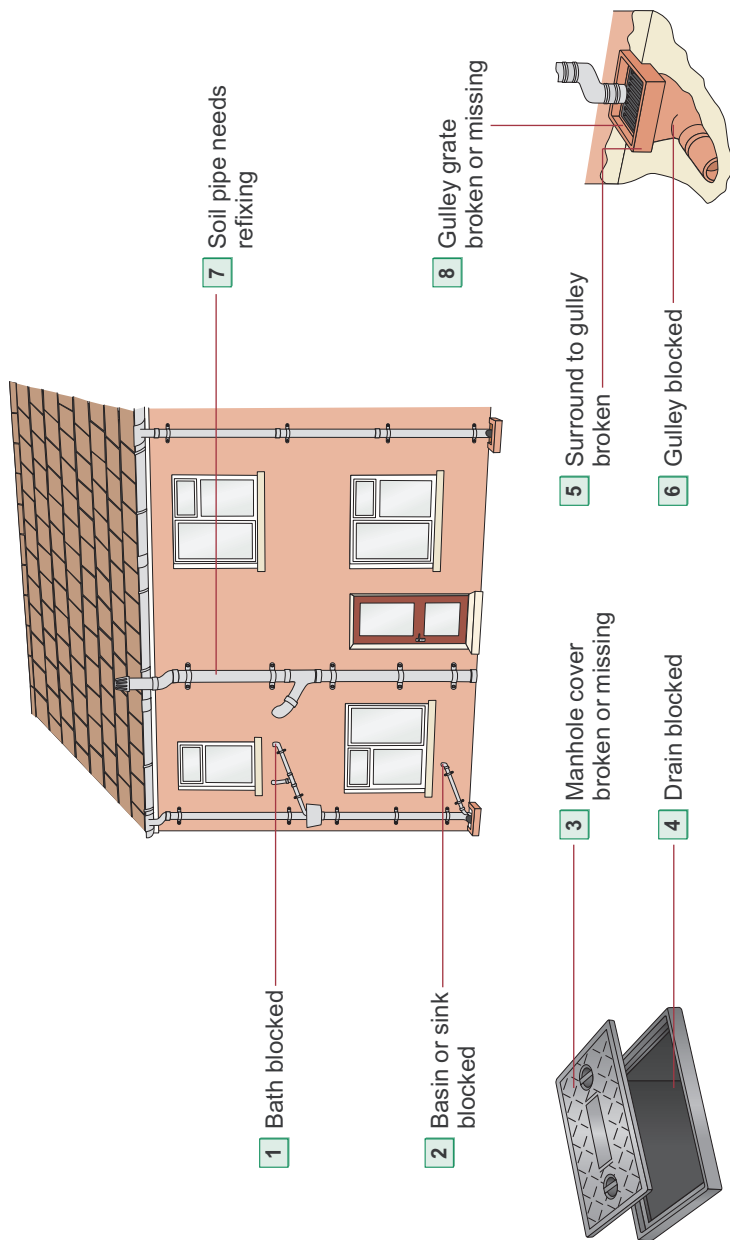 1 Bath blocked
2 Basin or sink
blocked
3 Manhole cover
broken or missing
4 Drain blocked
5 Surround to gulley
broken
6 Gulley blocked
7 Soil pipe needs
refixing
8 Gulley grate
broken or missing